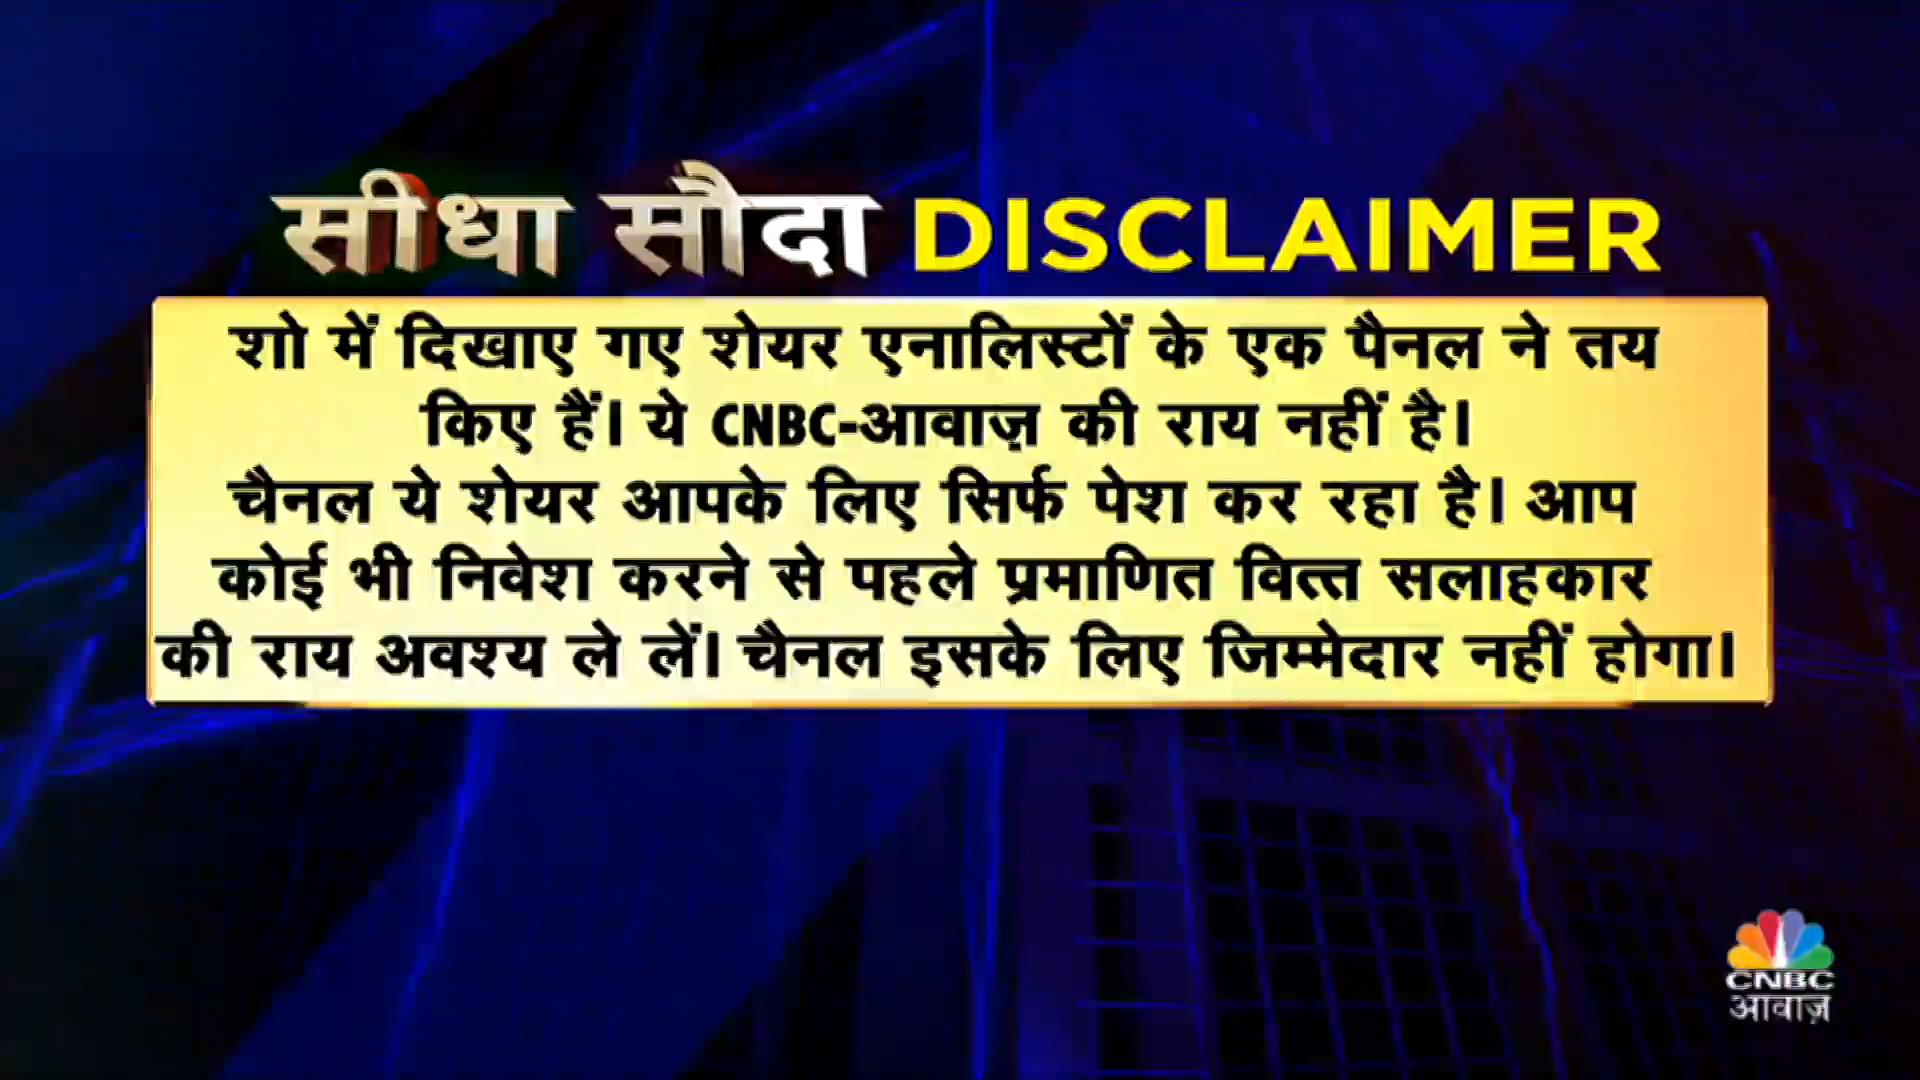 सीधा सौदा DISCLAIMER
शो में दिखाए गए शेयर एनालिस्टों के एक पैनल ने तय
किए हैं। ये CNBC-आवाज़ की राय नहीं है।
चैनल ये शेयर आपके लिए सिर्फ पेश कर रहा है। आप
कोई भी निवेश करने से पहले प्रमाणित वित्त सलाहकार
की राय अवश्य ले लें। चैनल इसके लिए जिम्मेदार नहीं होगा।
CNBC
आवाज़